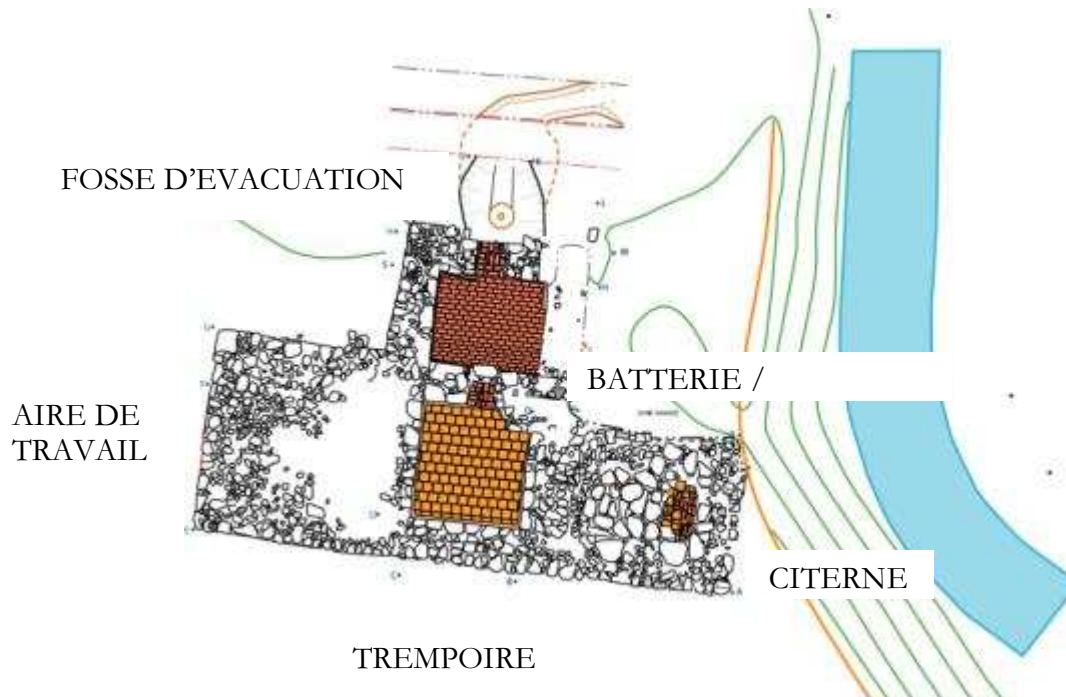 FOSSE D'EVACUATION
BATTERIE /
AIRE DE
TRAVAIL
CITERNE
TREMPOIRE